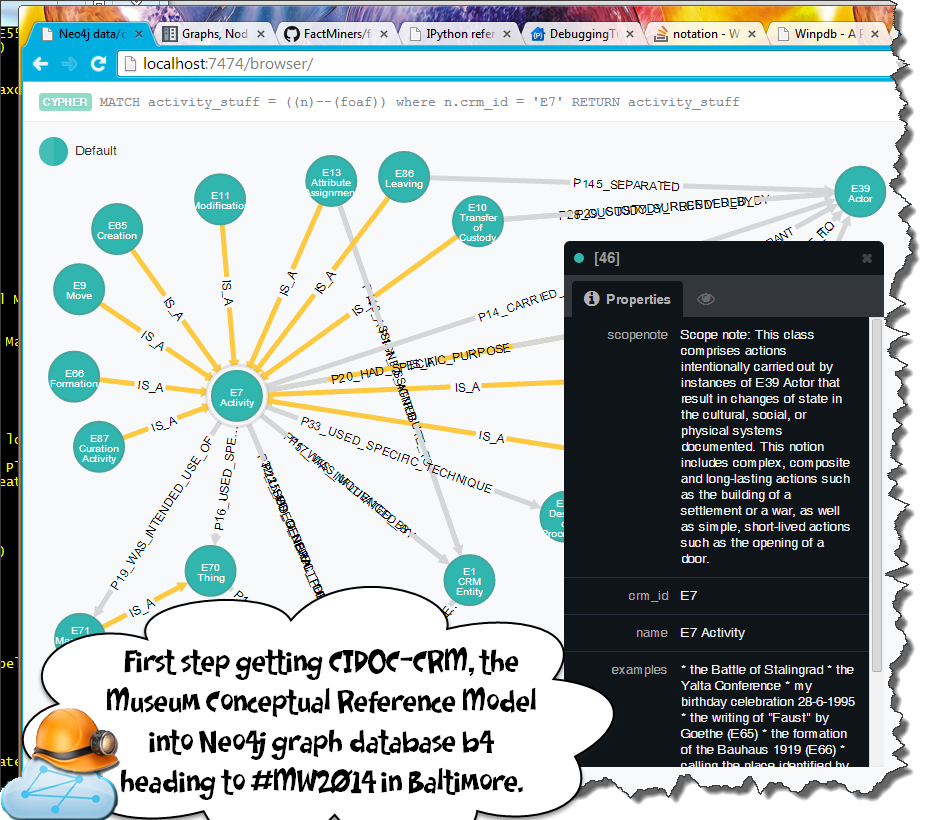 Neo4j data/c
Graphs, Nod
FactMiners/f
IPython refer
DebuggingT
notation - W
Winpdb - A P
localhost:7474/browser/
CYPHER MATCH activity_stuff = ((n)--(foaf)) where n.crm_id = 'E7' RETURN activity_stuff
Default
E13
Attribute
Assignment
E86
Leaving
P145_SEPARATED
E39
Actor
E11
Modification
E10
Transfer
of
Custody
E65
Creation
IS_A
IS_A
IS_A
E9
Move
IS_A
IS_A
P14_CARRIED_
IS_A
P20_HAD_SPECIFIC_PURPOSE
E66
Formation
IS_A
IS_A
E7
Activity
E87
Curation
Activity
IS_A
IS_A
P33_USED_SPECIFIC_TECHNIQUE
P19_WAS_INTENDED_USE_OF
P16_USED_SPE...
E70
Thing
E1
CRM
Entity
IS_A
E71
[46]
Properties
scopenote Scope note: This class
comprises actions
intentionally carried out by
instances of E39 Actor that
result in changes of state in
the cultural, social, or
physical systems
documented. This notion
includes complex, composite
and long-lasting actions such
as the building of a
settlement or a war, as well
as simple, short-lived actions
such as the opening of a
door.
crm_id E7
name E7 Activity
examples * the Battle of Stalingrad * the
Yalta Conference * my
birthday celebration 28-6-1995
* the writing of "Faust" by
Goethe (E65) * the formation
of the Bauhaus 1919 (E66) *
calling the place identified by
First step getting CIDOC-CRM, the
Museum Conceptual Reference Model
into Neo4j graph database b4
heading to #MW2014 in Baltimore.